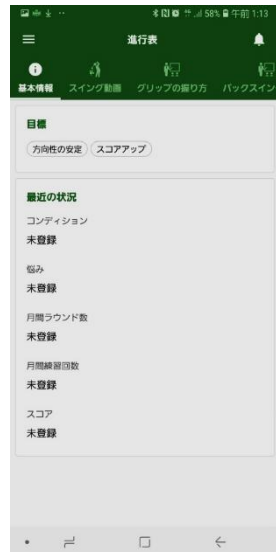 58% 午前 1:13
進行表
基本情報 スイング動画 グリップの握り方 バックスイン
目標
方向性の安定 スコアアップ
最近の状況
コンディション
未登録
悩み
未登録
月間ラウンド数
未登録
月間練習回数
未登録
スコア
未登録